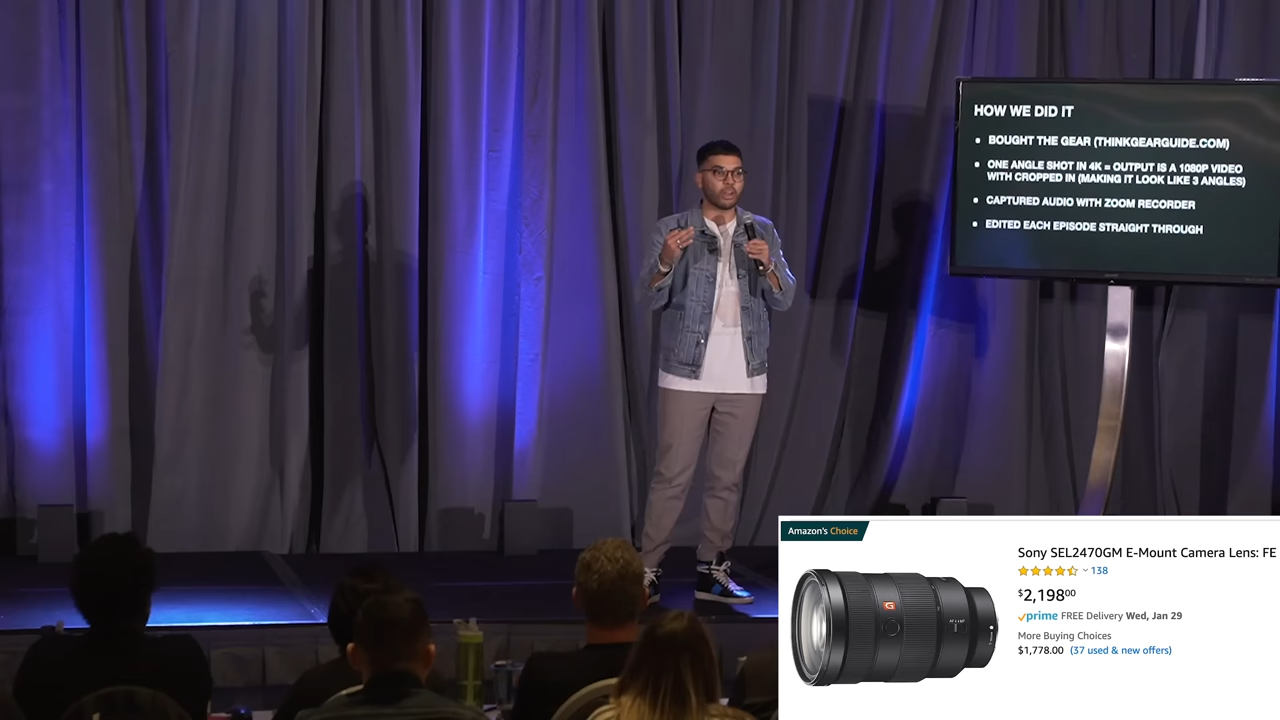 HOW WE DID IT
• BOUGHT THE GEAR (THINKGEARGUIDE.COM)
• ONE ANGLE SHOT IN 4K = OUTPUT IS A 1080P VIDEO
WITH CROPPED IN (MAKING IT LOOK LIKE 3 ANGLES)
• CAPTURED AUDIO WITH ZOOM RECORDER
• EDITED EACH EPISODE STRAIGHT THROUGH
Amazon's Choice
Sony SEL2470GM E-Mount Camera Lens: FE
138
$2,19800
prime FREE Delivery Wed, Jan 29
More Buying Choices
$1,778.00 (37 used & new offers)
G